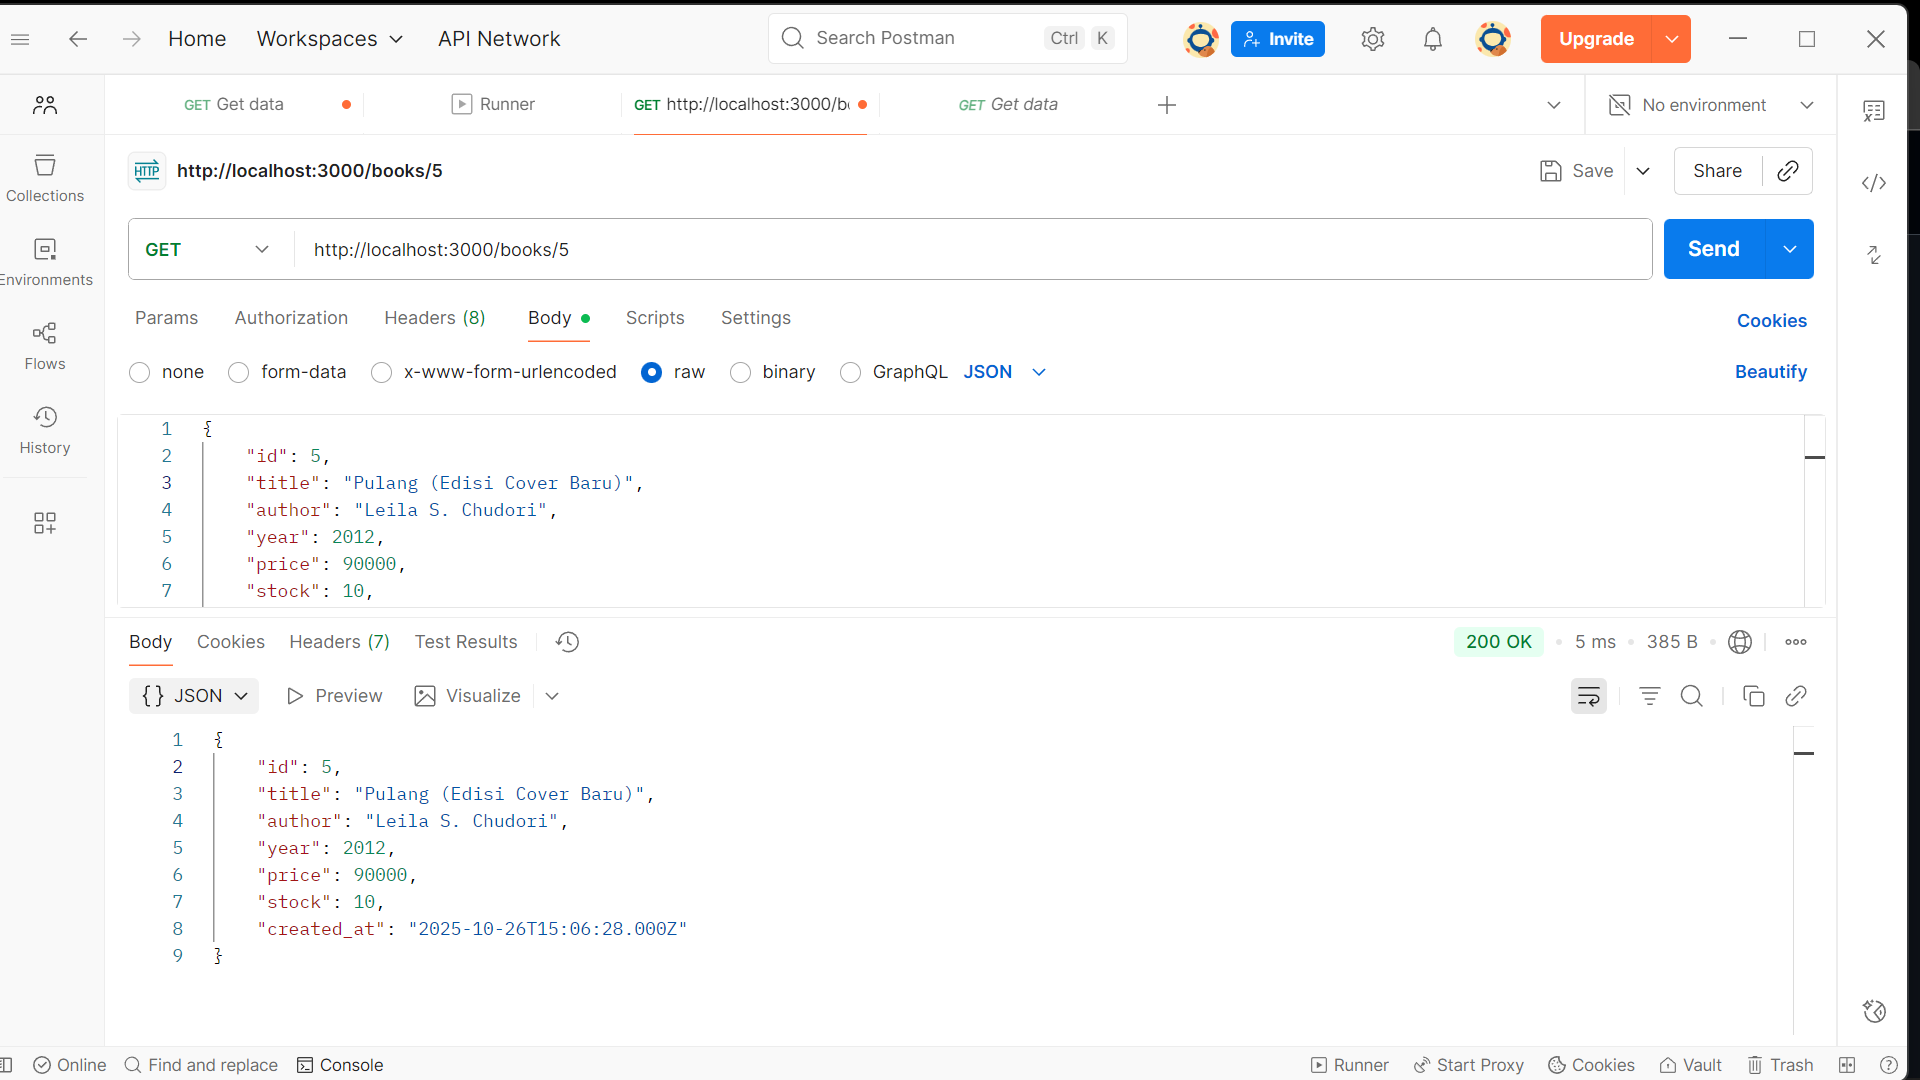 Home Workspaces API Network Search Postman Ctrl K Invite Upgrade
GET Get data Runner GET http://localhost:3000/b GET Get data No environment
HTTP http://localhost:3000/books/5 Save Share
GET http://localhost:3000/books/5 Send
Collections
Environments
Flows
History
Params Authorization Headers (8) Body Scripts Settings Cookies
none form-data x-www-form-urlencoded raw binary GraphQL JSON Beautify
1 {
2 "id": 5,
3 "title": "Pulang (Edisi Cover Baru)",
4 "author": "Leila S. Chudori",
5 "year": 2012,
6 "price": 90000,
7 "stock": 10,
Body Cookies Headers (7) Test Results 200 OK • 5 ms • 385 B •
{} JSON Preview Visualize
1 {
2 "id": 5,
3 "title": "Pulang (Edisi Cover Baru)",
4 "author": "Leila S. Chudori",
5 "year": 2012,
6 "price": 90000,
7 "stock": 10,
8 "created_at": "2025-10-26T15:06:28.000Z"
9 }
Online Find and replace Console Runner Start Proxy Cookies Vault Trash